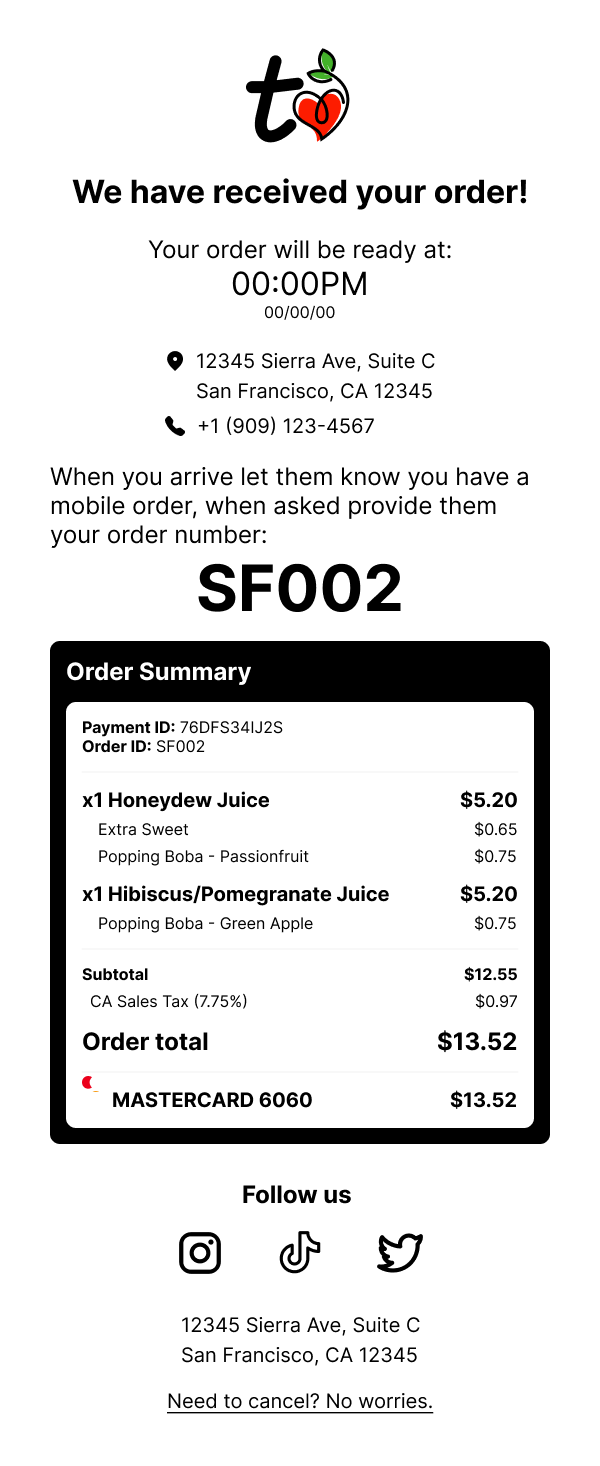 t
We have received your order!
Your order will be ready at:
00:00PM
00/00/00
12345 Sierra Ave, Suite C
San Francisco, CA 12345
+1 (909) 123-4567
When you arrive let them know you have a
mobile order, when asked provide them
your order number:
SF002
Order Summary
Payment ID: 76DFS34IJ2S
Order ID: SF002
x1 Honeydew Juice $5.20
Extra Sweet $0.65
Popping Boba - Passionfruit $0.75
x1 Hibiscus/Pomegranate Juice $5.20
Popping Boba - Green Apple $0.75
Subtotal $12.55
CA Sales Tax (7.75%) $0.97
Order total $13.52
MASTERCARD 6060 $13.52
Follow us
12345 Sierra Ave, Suite C
San Francisco, CA 12345
Need to cancel? No worries.